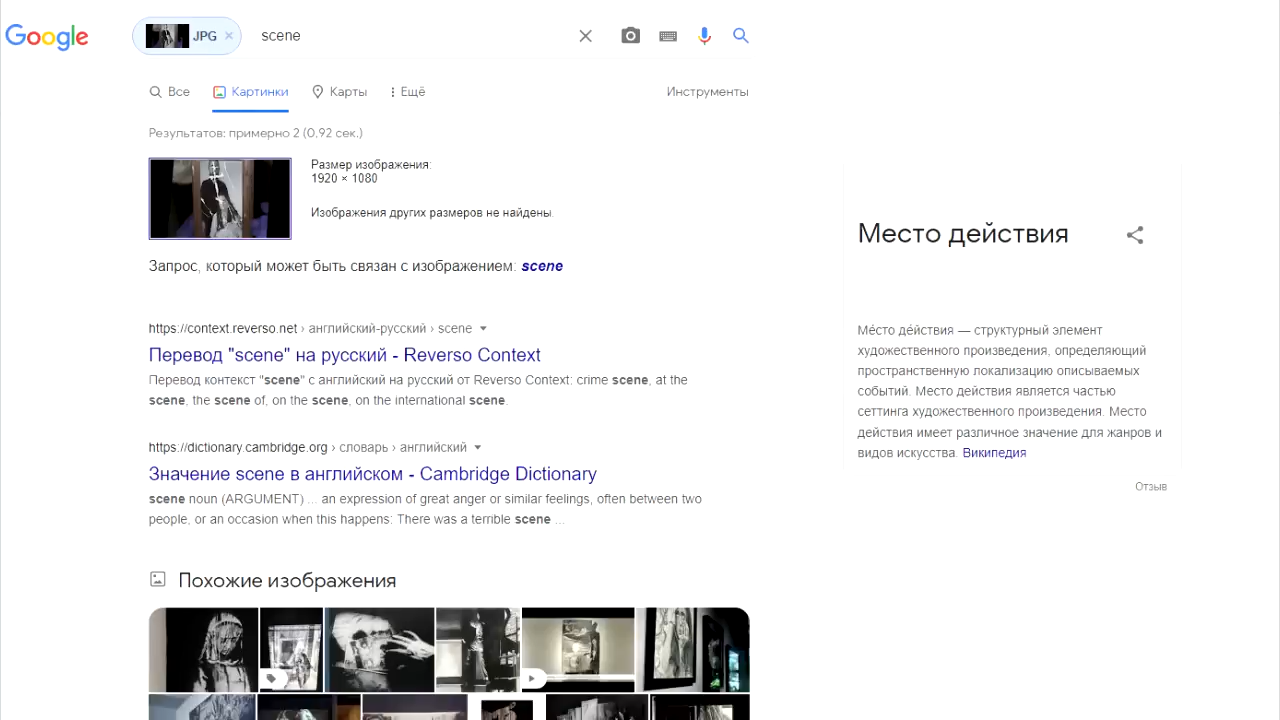 Google
JPG × scene
Все Картинки Карты Ещё Инструменты
Результатов: примерно 2 (0,92 сек.)
Размер изображения:
1920 × 1080
Изображения других размеров не найдены.
Запрос, который может быть связан с изображением: scene
https://context.reverso.net › английский-русский › scene
Перевод "scene" на русский - Reverso Context
Перевод контекст "scene" c английский на русский от Reverso Context: crime scene, at the
scene, the scene of, on the scene, on the international scene.
https://dictionary.cambridge.org › словарь › английский
Значение scene в английском - Cambridge Dictionary
scene noun (ARGUMENT) ... an expression of great anger or similar feelings, often between two
people, or an occasion when this happens: There was a terrible scene ...
Похожие изображения
Место действия
Ме́сто де́йствия — структурный элемент
художественного произведения, определяющий
пространственную локализацию описываемых
событий. Место действия является частью
сеттинга художественного произведения. Место
действия имеет различное значение для жанров и
видов искусства. Википедия
Отзыв